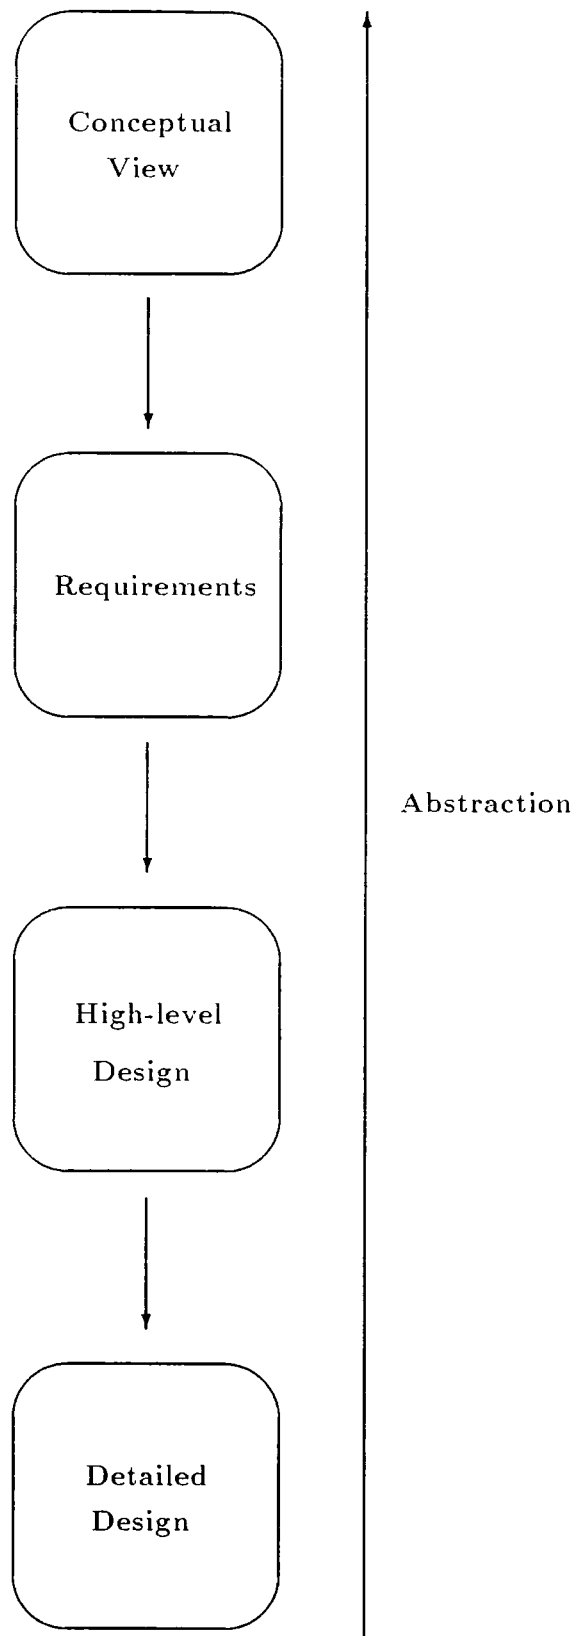 Conceptual
View
Requirements
Abstraction
High-level
Design
Detailed
Design